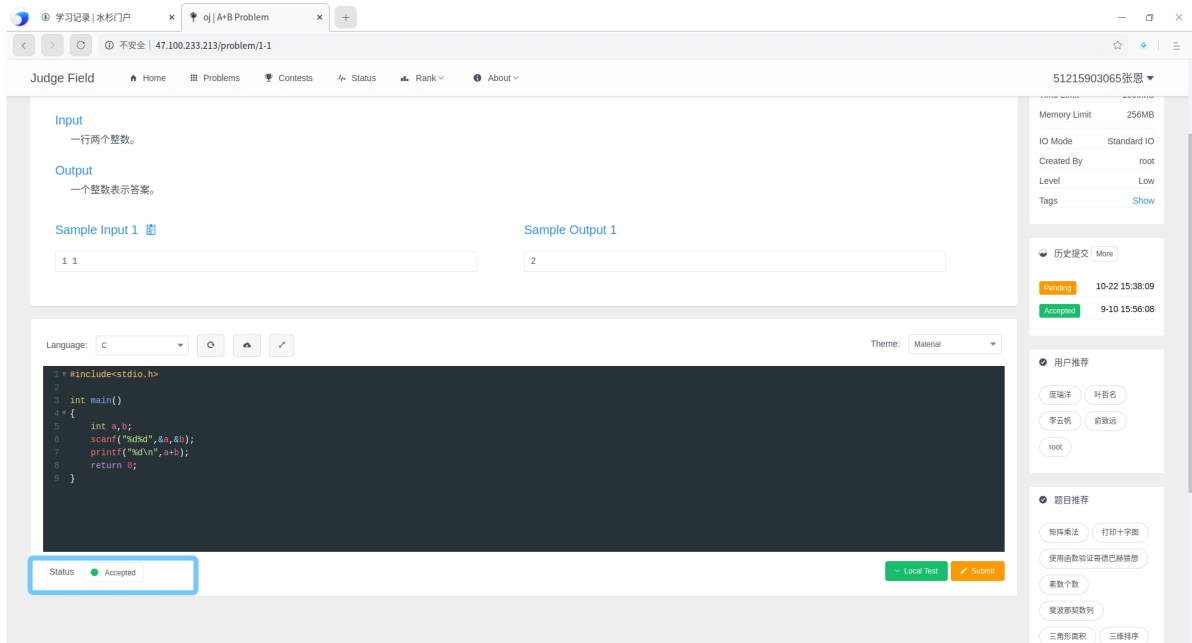 学习记录 | 水杉门户
oj | A+B Problem
不安全 | 47.100.233.213/problem/1-1
Judge Field Home Problems Contests Status Rank About 51215903065张恩
Input
一行两个整数。
Output
一个整数表示答案。
Sample Input 1 Sample Output 1
1 1 2
Memory Limit 256MB
IO Mode Standard IO
Created By root
Level Low
Tags Show
历史提交 More
Pending 10-22 15:38:09
Accepted 9-10 15:56:08
Language: C Theme: Material
1 #include<stdio.h>
2
3 int main()
4 {
5 int a,b;
6 scanf("%d%d",&a,&b);
7 printf("%d\n",a+b);
8 return 0;
9 }
Status Accepted Local Test Submit
用户推荐
庞瑞洋 叶哲名
李云帆 俞致远
root
题目推荐
矩阵乘法 打印十字图
使用函数验证哥德巴赫猜想
素数个数
斐波那契数列
三角形面积 三维排序